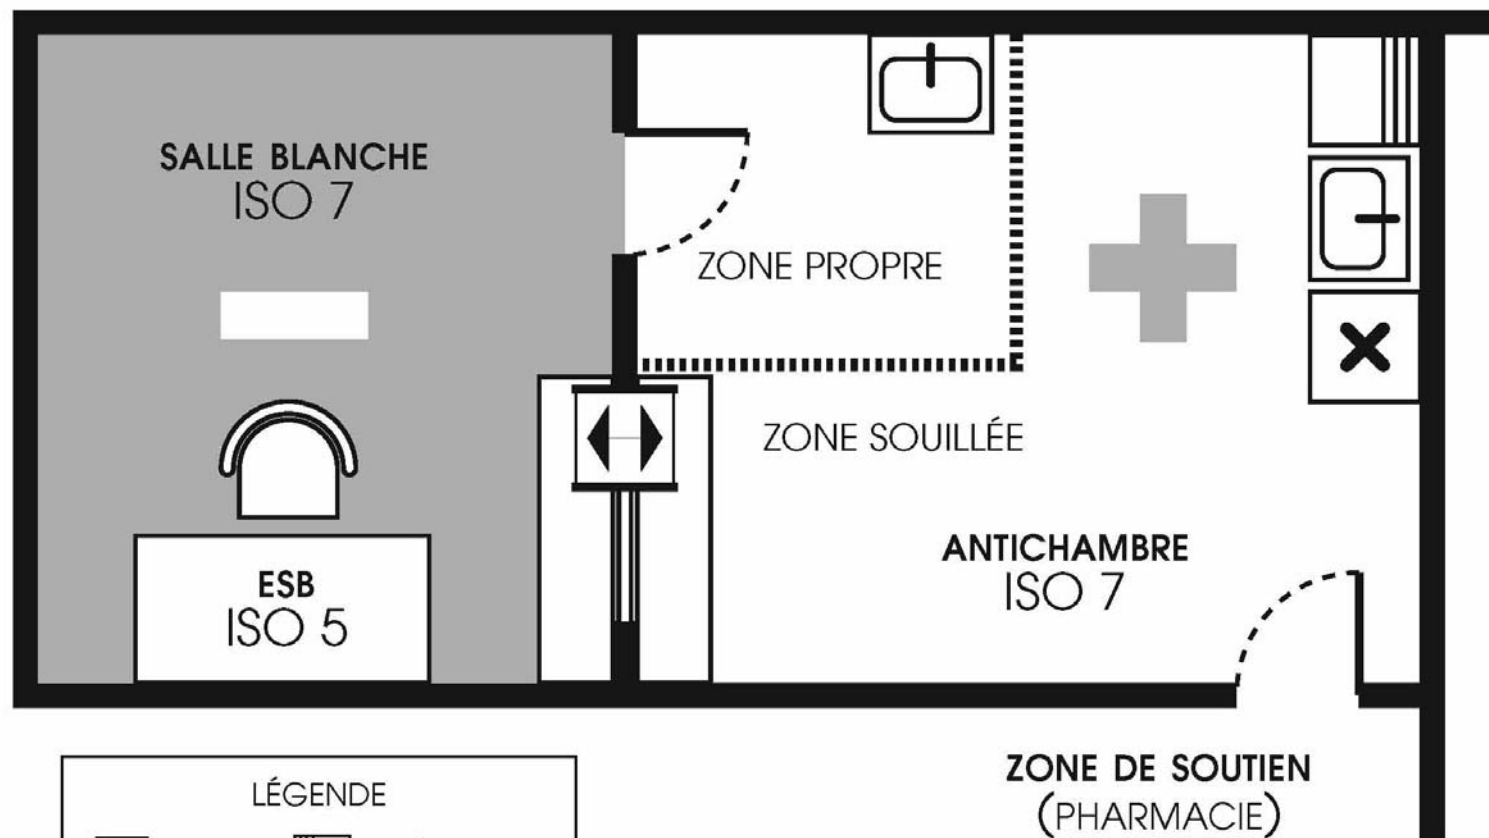 SALLE BLANCHE
ISO 7
ZONE PROPRE
ZONE SOUILLÉE
ESB
ISO 5
ANTICHAMBRE
ISO 7
ZONE DE SOUTIEN
(PHARMACIE)
LÉGENDE